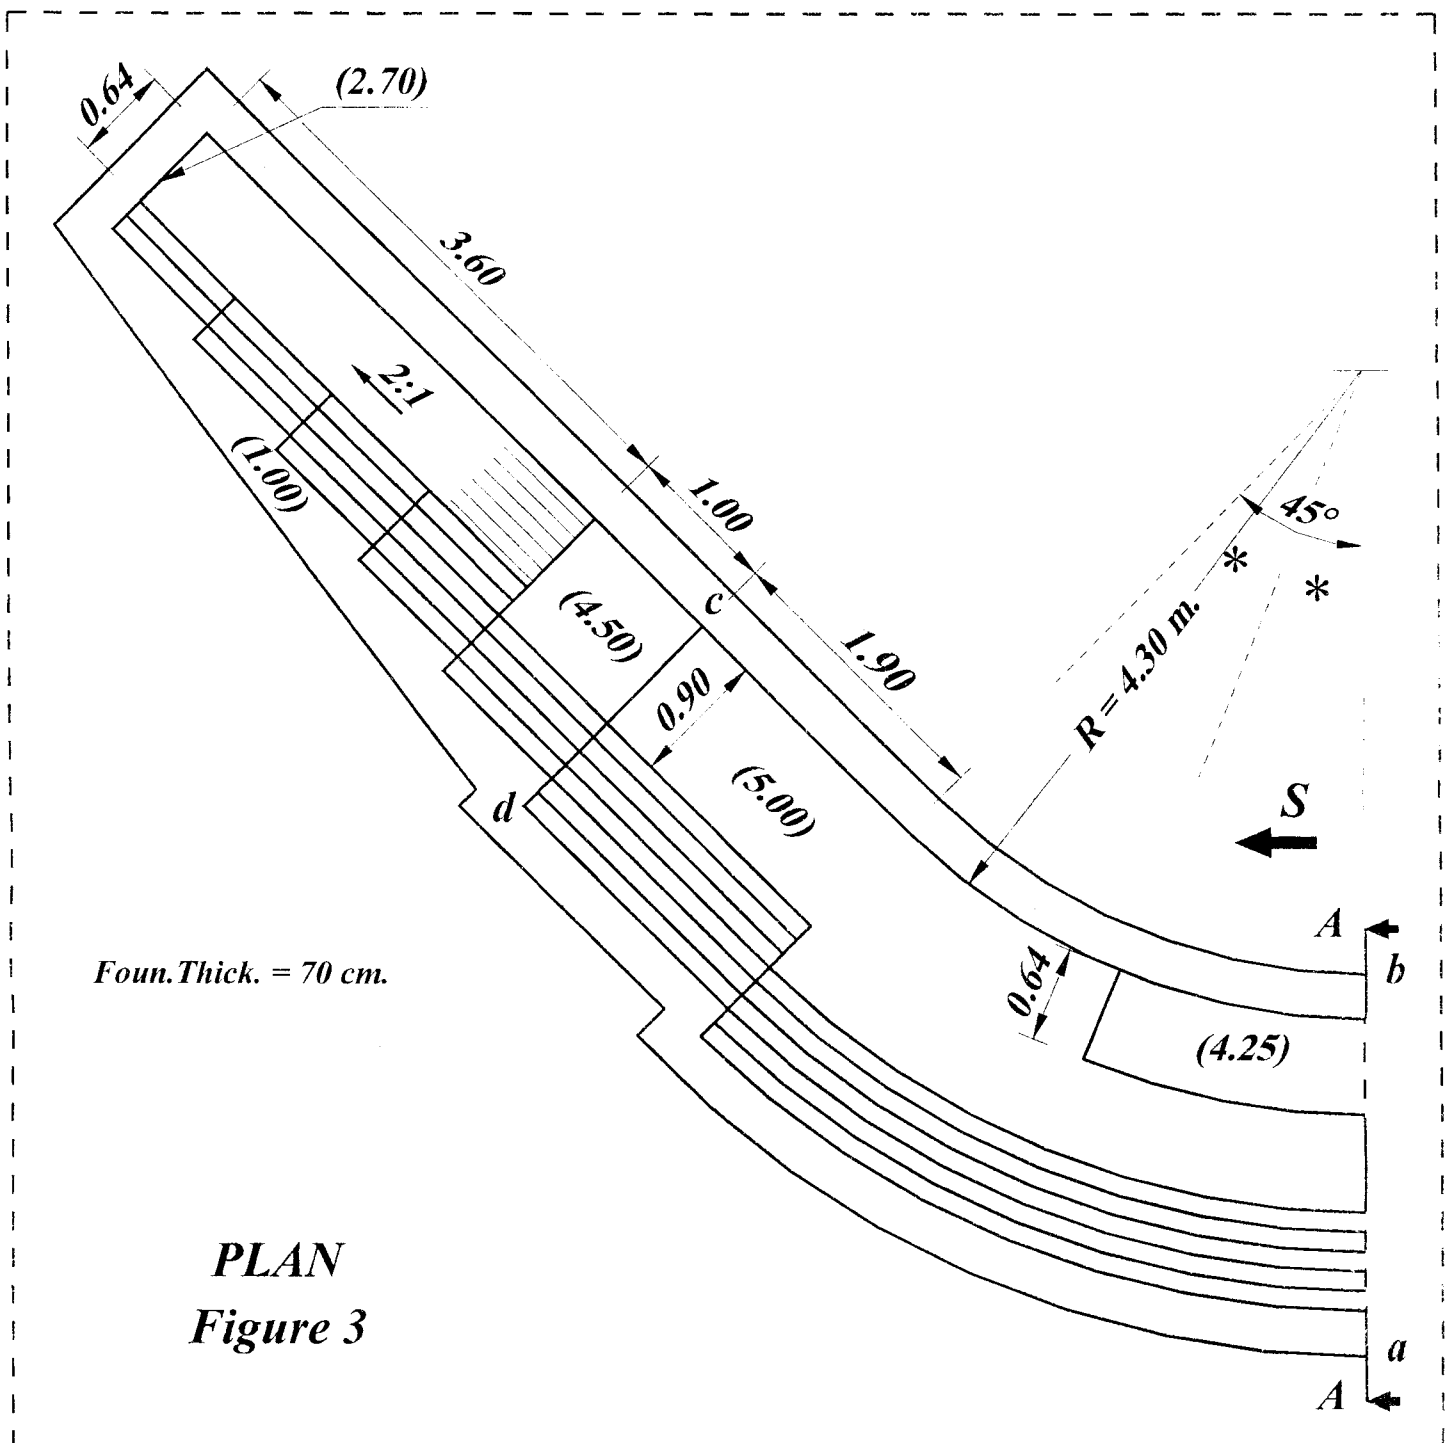 0.64
(2.70)
3.60
2:1
(1.00)
1.00
c
(4.50)
45°
*
*
1.90
R = 4.30 m.
0.90
(5.00)
d
S
A
b
0.64
(4.25)
Foun.Thick. = 70 cm.
PLAN
Figure 3
a
A